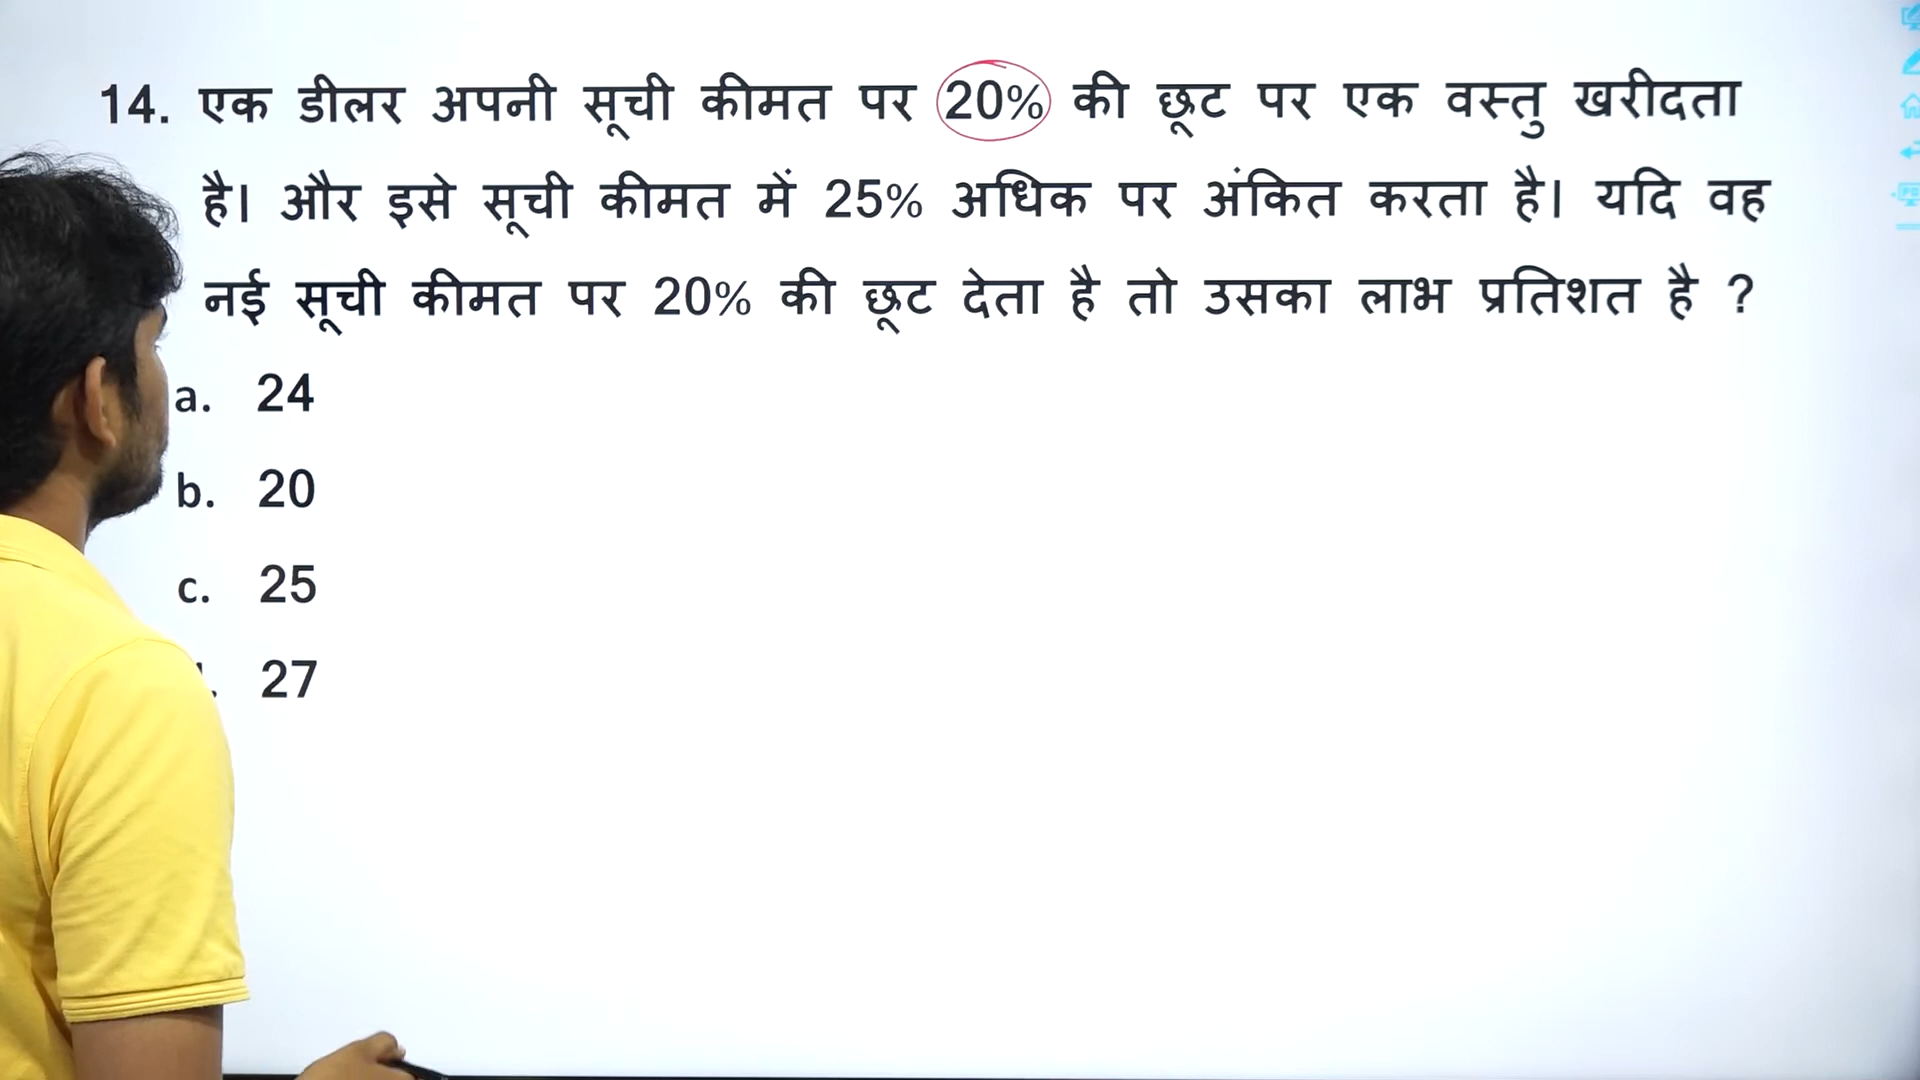 14. एक डीलर अपनी सूची कीमत पर 20% की छूट पर एक वस्तु खरीदता
है। और इसे सूची कीमत में 25% अधिक पर अंकित करता है। यदि वह
नई सूची कीमत पर 20% की छूट देता है तो उसका लाभ प्रतिशत है ?
a. 24
b. 20
c. 25
. 27